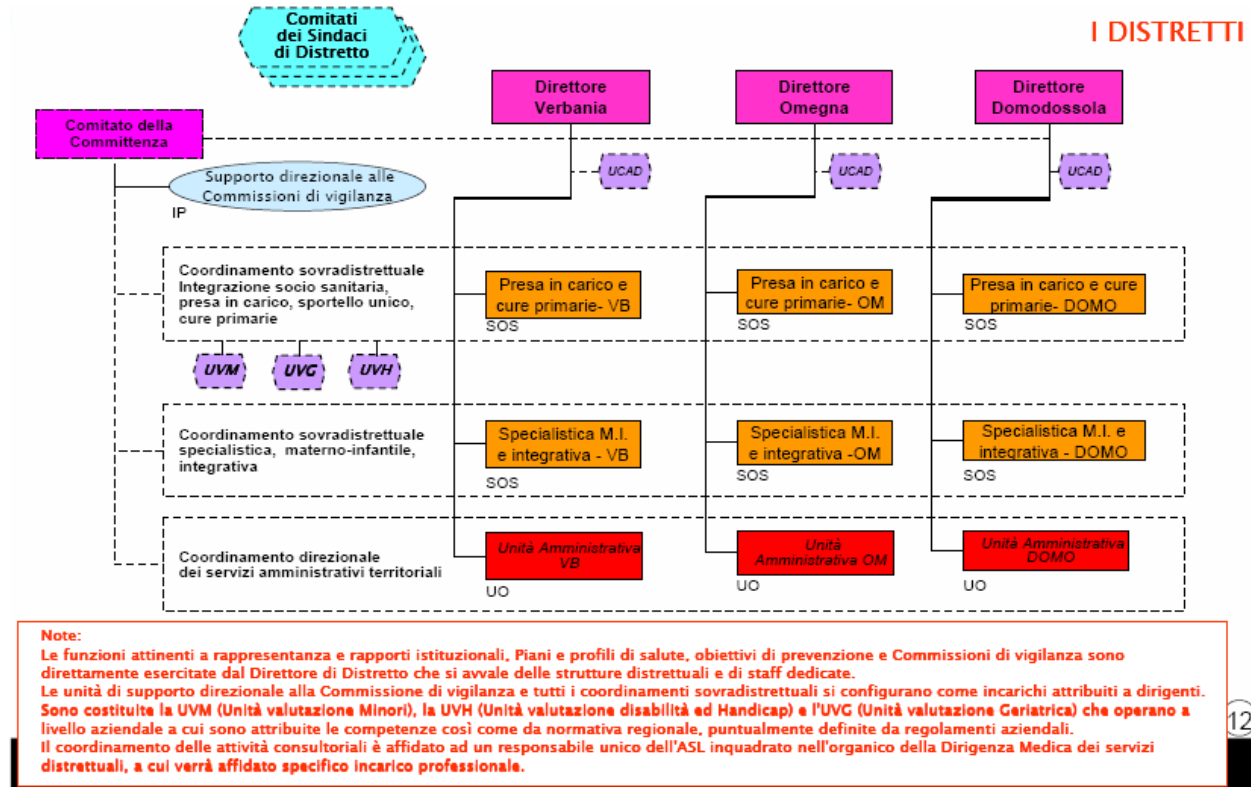 Comitati
dei Sindaci
di Distretto
I DISTRETTI
Direttore
Verbania
Direttore
Omegna
Direttore
Domodossola
Comitato della
Committenza
UCAD
UCAD
UCAD
Supporto direzionale alle
Commissioni di vigilanza
IP
Coordinamento sovradistrettuale
Integrazione socio sanitaria,
presa in carico, sportello unico,
cure primarie
Presa in carico e
cure primarie- VB
SOS
Presa in carico e
cure primarie- OM
SOS
Presa in carico e cure
primarie- DOMO
SOS
UVM
UVG
UVH
Coordinamento sovradistrettuale
specialistica, materno-infantile,
integrativa
Specialistica M.I.
e integrativa - VB
SOS
Specialistica M.I.
e integrativa -OM
SOS
Specialistica M.I. e
integrativa - DOMO
SOS
Coordinamento direzionale
dei servizi amministrativi territoriali
Unità Amministrativa
VB
UO
Unità
Amministrativa OM
UO
Unità Amministrativa
DOMO
UO
Note:
Le funzioni attinenti a rappresentanza e rapporti istituzionali, Piani e profili di salute, obiettivi di prevenzione e Commissioni di vigilanza sono
direttamente esercitate dal Direttore di Distretto che si avvale delle strutture distrettuali e di staff dedicate.
Le unità di supporto direzionale alla Commissione di vigilanza e tutti i coordinamenti sovradistrettuali si configurano come incarichi attribuiti a dirigenti.
Sono costituite la UVM (Unità valutazione Minori), la UVH (Unità valutazione disabilità ed Handicap) e l'UVG (Unità valutazione Geriatrica) che operano a
livello aziendale a cui sono attribuite le competenze così come da normativa regionale, puntualmente definite da regolamenti aziendali.
Il coordinamento delle attività consultoriali è affidato ad un responsabile unico dell'ASL inquadrato nell'organico della Dirigenza Medica dei servizi
distrettuali, a cui verrà affidato specifico incarico professionale.
12